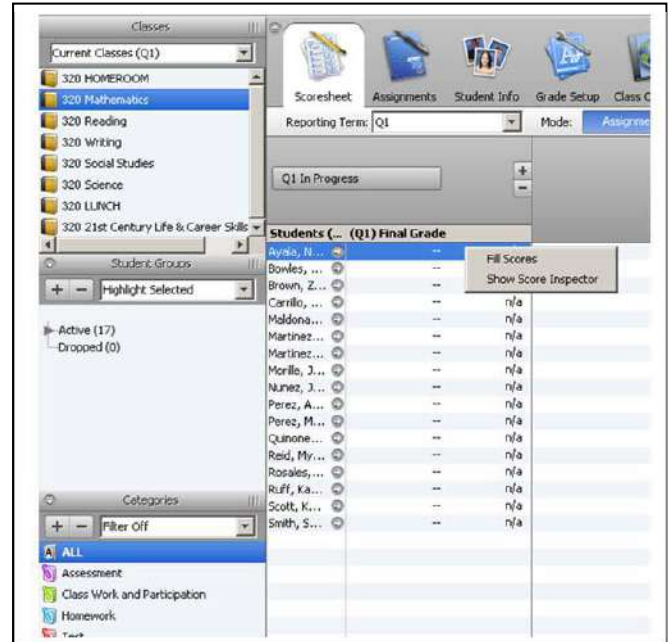 Classes
Current Classes (Q1)
320 HOMEROOM
320 Mathematics
320 Reading
320 Writing
320 Social Studies
320 Science
320 LUNCH
320 21st Century Life & Career Skills
Student Groups
+ - Highlight Selected
Active (17)
Dropped (0)
Categories
+ - Filter Off
ALL
Assessment
Class Work and Participation
Homework
Test
Scoresheet Assignments Student Info Grade Setup Class C
Reporting Term: Q1 Mode: Assignme
Q1 In Progress
+
-
Students (... (Q1) Final Grade
Ayala, N... --
Fill Scores
Show Score Inspector
Bowles, ... --
Brown, Z... --
Carrillo, ... -- n/a
Maldona... -- n/a
Martinez... -- n/a
Martinez... -- n/a
Morillo, J... -- n/a
Nunez, J... -- n/a
Perez, A... -- n/a
Perez, M... -- n/a
Quinone... -- n/a
Reid, My... -- n/a
Rosales,... -- n/a
Ruff, Ka... -- n/a
Scott, K... -- n/a
Smith, S... -- n/a